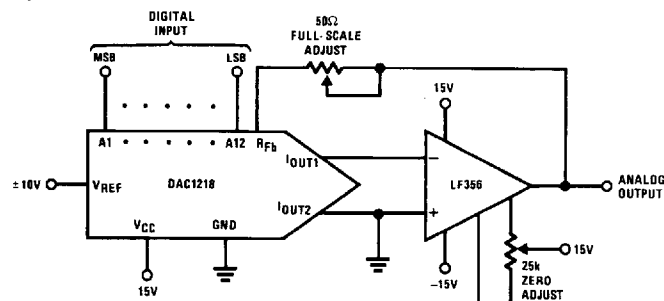 DIGITAL
INPUT
50Ω
FULL-SCALE
ADJUST
MSB
LSB
15V
A1
A12
RFb
IOUT1
−
±10V
VREF
DAC1218
LF356
ANALOG
OUTPUT
IOUT2
+
VCC
GND
15V
−15V
25k
ZERO
ADJUST
15V